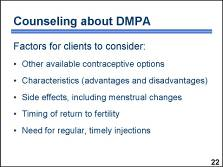 Counseling about DMPA
Factors for clients to consider:
• Other available contraceptive options
• Characteristics (advantages and disadvantages)
• Side effects, including menstrual changes
• Timing of return to fertility
• Need for regular, timely injections
22